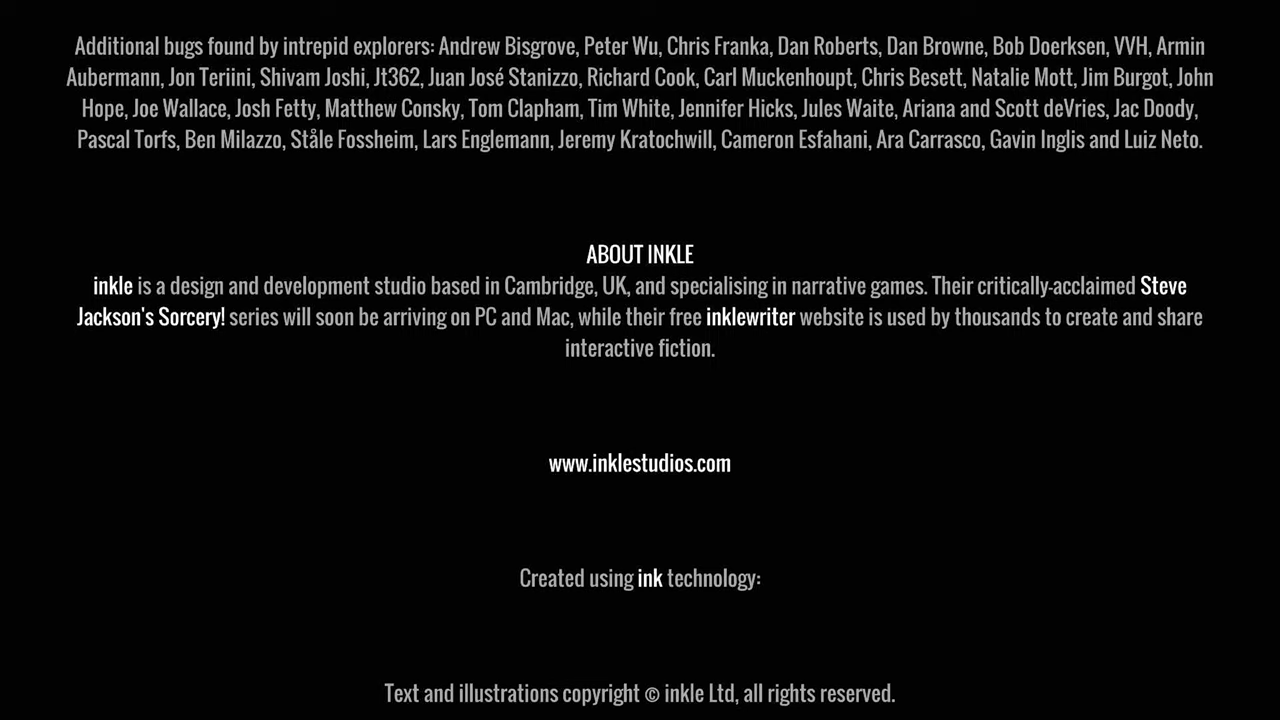 Additional bugs found by intrepid explorers: Andrew Bisgrove, Peter Wu, Chris Franka, Dan Roberts, Dan Browne, Bob Doerksen, VVH, Armin
Aubermann, Jon Teriini, Shivam Joshi, Jt362, Juan José Stanizzo, Richard Cook, Carl Muckenhoupt, Chris Besett, Natalie Mott, Jim Burgot, John
Hope, Joe Wallace, Josh Fetty, Matthew Consky, Tom Clapham, Tim White, Jennifer Hicks, Jules Waite, Ariana and Scott deVries, Jac Doody,
Pascal Torfs, Ben Milazzo, Ståle Fossheim, Lars Englemann, Jeremy Kratochwill, Cameron Esfahani, Ara Carrasco, Gavin Inglis and Luiz Neto.
ABOUT INKLE
inkle is a design and development studio based in Cambridge, UK, and specialising in narrative games. Their critically-acclaimed Steve
Jackson's Sorcery! series will soon be arriving on PC and Mac, while their free inklewriter website is used by thousands to create and share
interactive fiction.
www.inklestudios.com
Created using ink technology:
Text and illustrations copyright © inkle Ltd, all rights reserved.